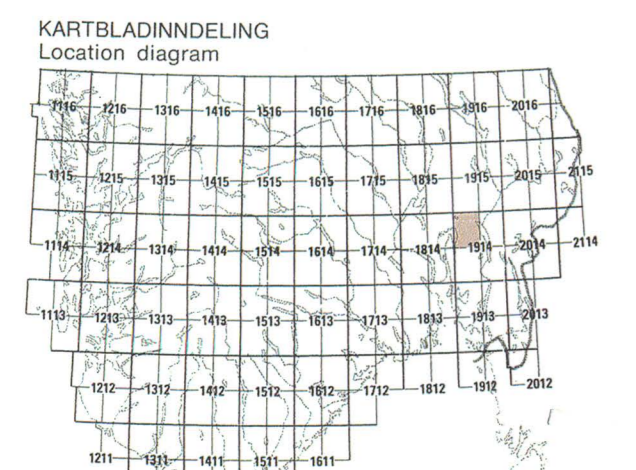 KARTBLADINNDELING
Location diagram
1116 1216 1316 1416 1516 1616 1716 1816 1916 2016
1115 1215 1315 1415 1515 1615 1715 1815 1915 2015 2115
1114 1214 1314 1414 1514 1614 1714 1814 1914 2014 2114
1113 1213 1313 1413 1513 1613 1713 1813 1913 2013
1212 1312 1412 1512 1612 1712 1812 1912 2012
1211 1311 1411 1511 1611